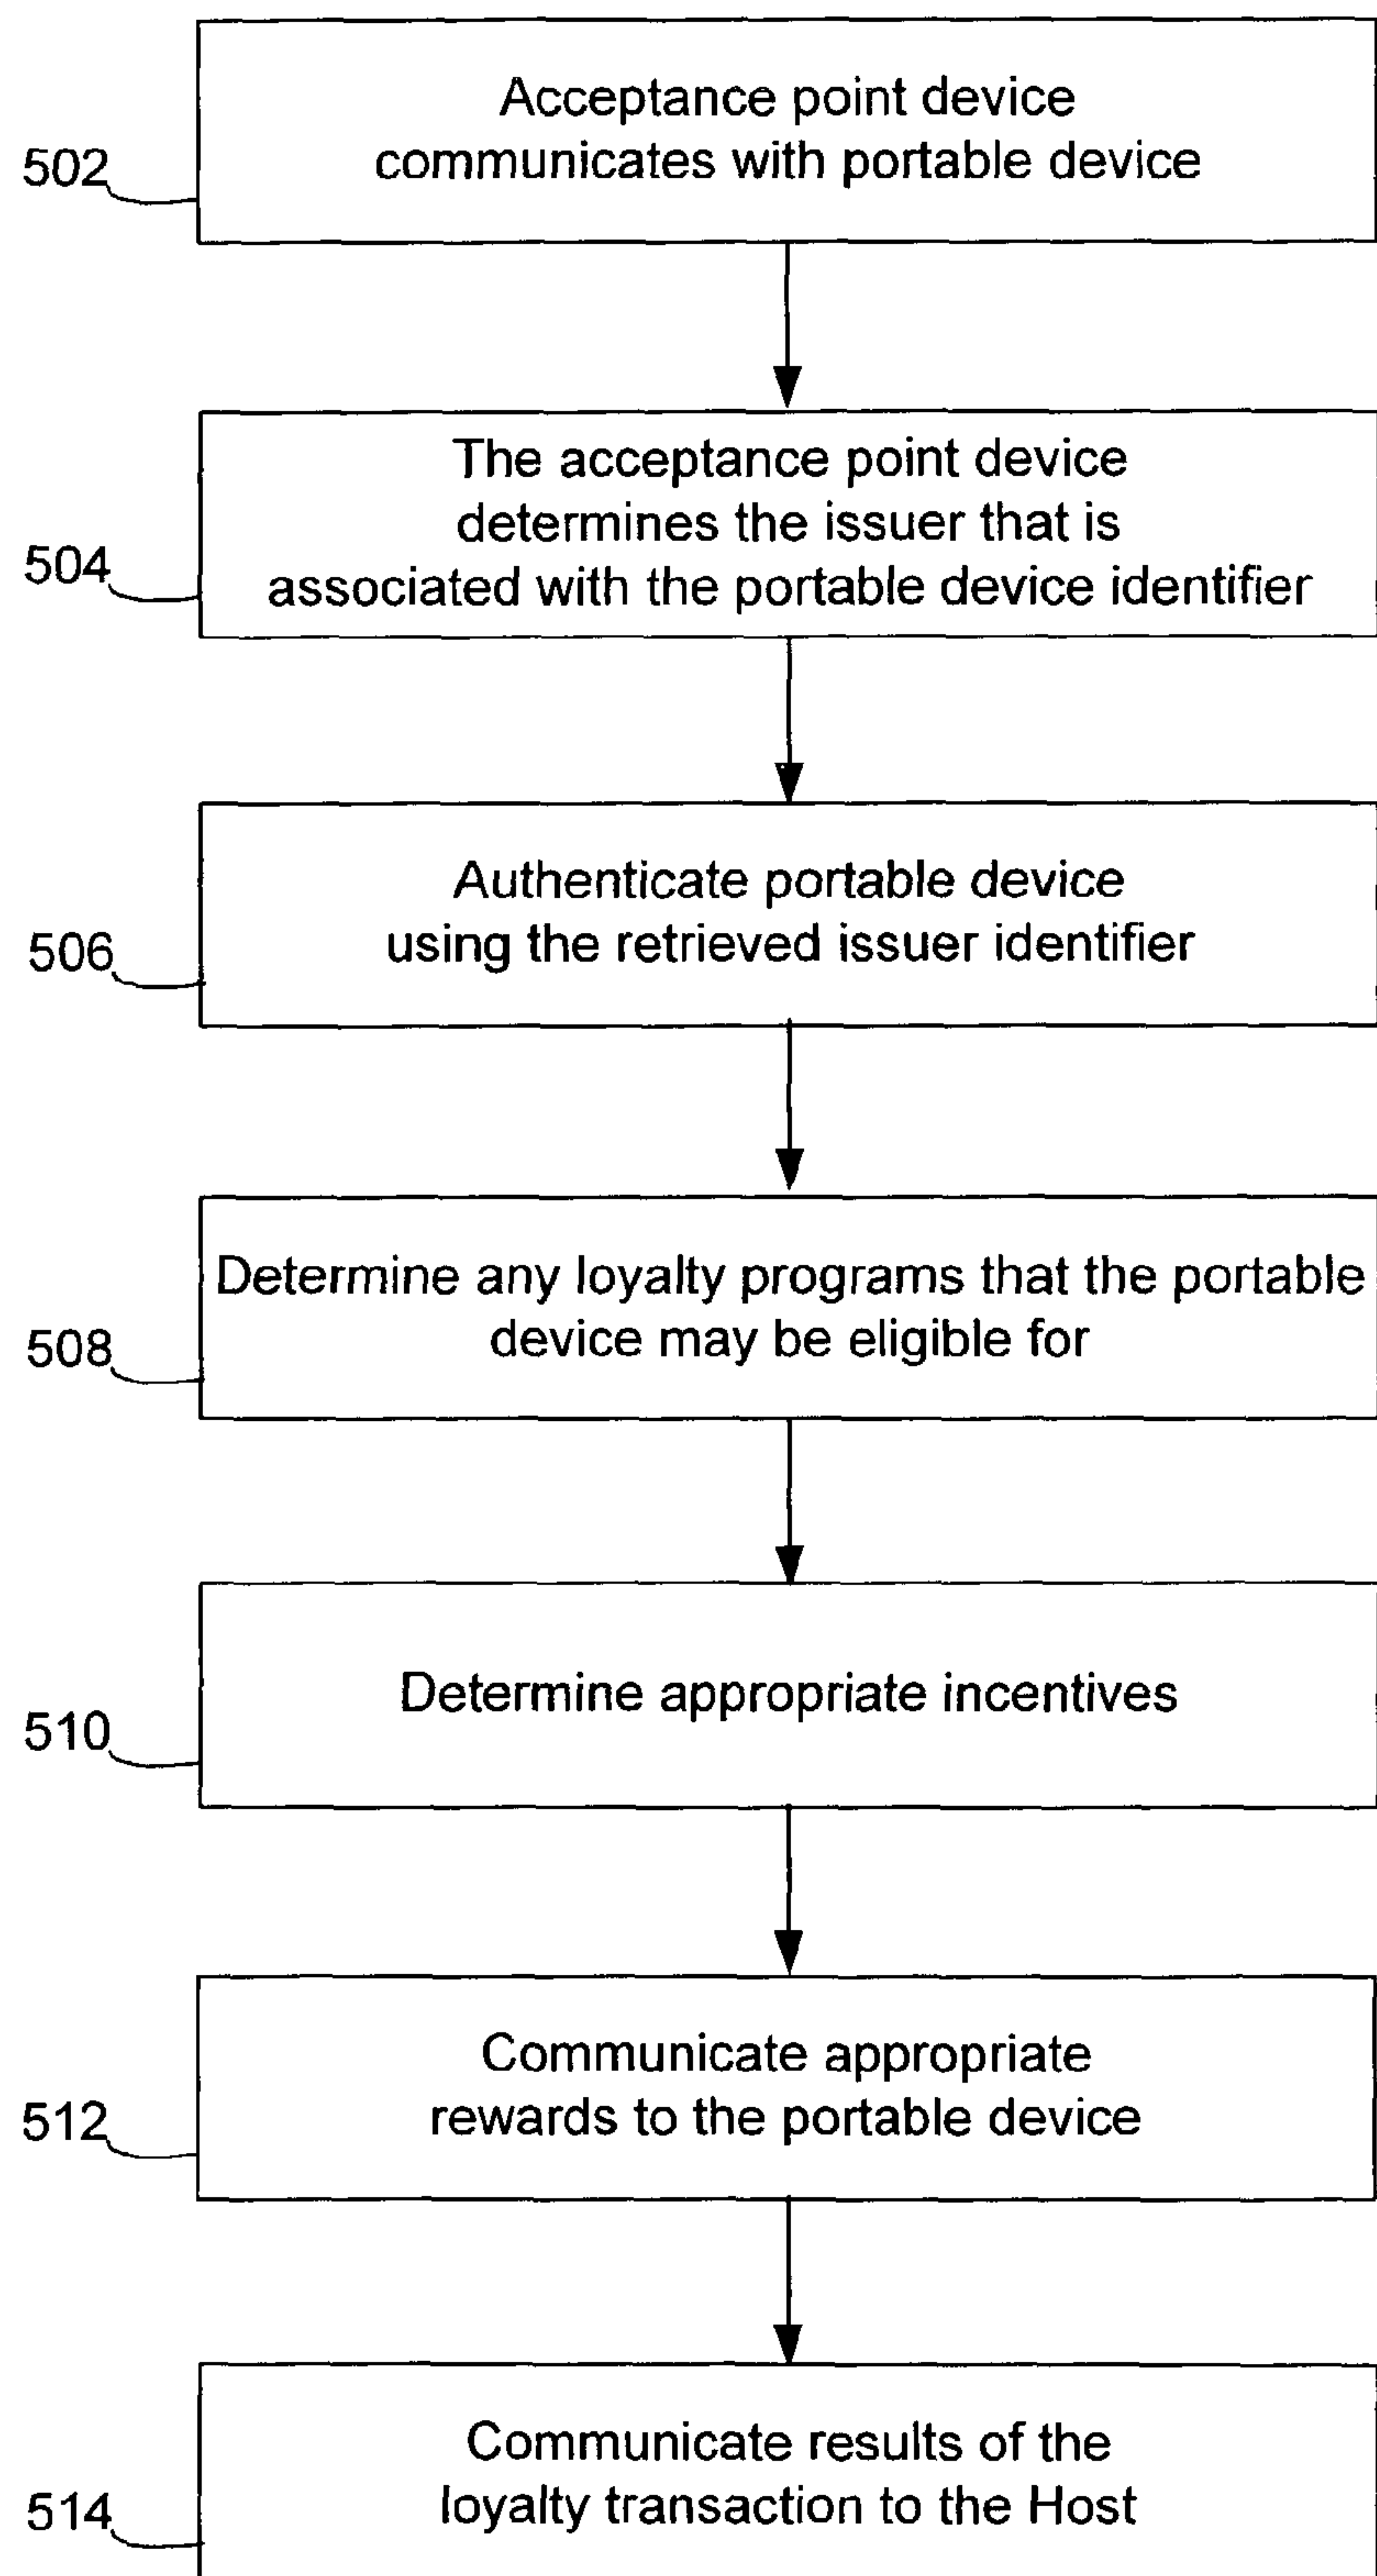 Acceptance point device
communicates with portable device
502
The acceptance point device
determines the issuer that is
associated with the portable device identifier
504
Authenticate portable device
using the retrieved issuer identifier
506
Determine any loyalty programs that the portable
device may be eligible for
508
Determine appropriate incentives
510
Communicate appropriate
rewards to the portable device
512
Communicate results of the
loyalty transaction to the Host
514